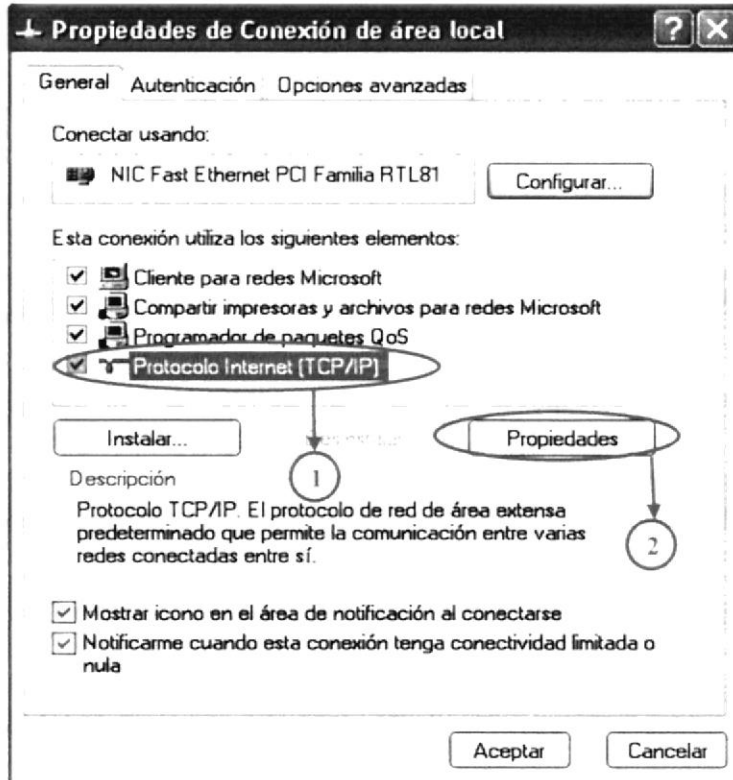 Propiedades de Conexión de área local
General Autenticación Opciones avanzadas
Conectar usando:
NIC Fast Ethernet PCI Familia RTL81
Configurar...
Esta conexión utiliza los siguientes elementos:
Cliente para redes Microsoft
Compartir impresoras y archivos para redes Microsoft
Programador de paquetes QoS
Protocolo Internet (TCP/IP)
Instalar...
Propiedades
1
2
Descripción
Protocolo TCP/IP. El protocolo de red de área extensa
predeterminado que permite la comunicación entre varias
redes conectadas entre sí.
Mostrar icono en el área de notificación al conectarse
Notificarme cuando esta conexión tenga conectividad limitada o
nula
Aceptar
Cancelar